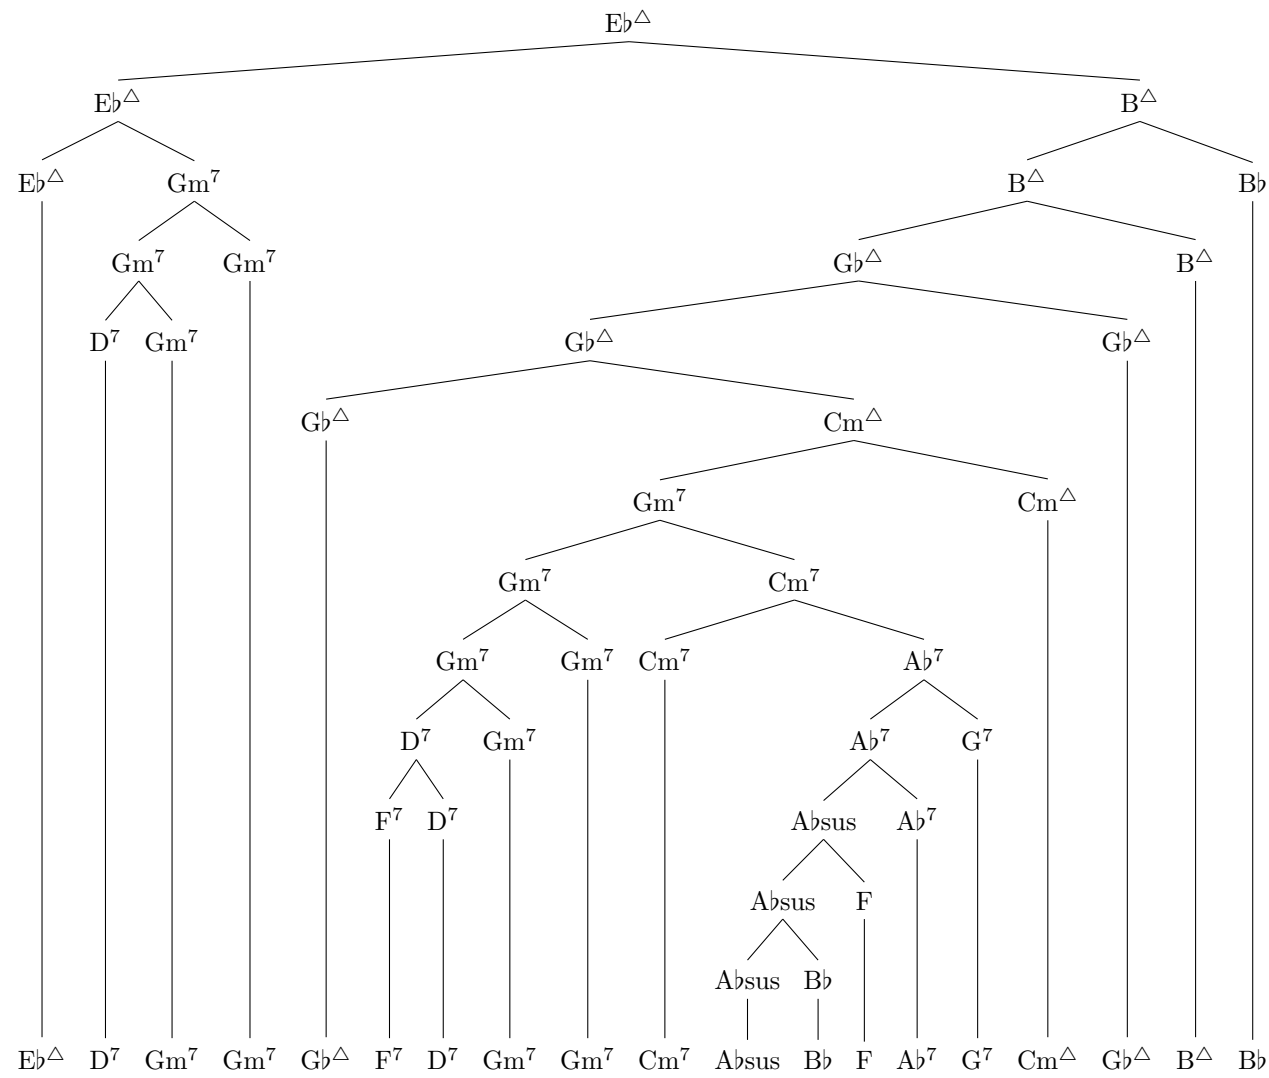 E♭△
E♭△ B△
E♭△ Gm⁷ B△ B♭
Gm⁷ Gm⁷ G♭△ B△
D⁷ Gm⁷ G♭△ G♭△
G♭△ Cm△
Gm⁷ Cm△
Gm⁷ Cm⁷
Gm⁷ Gm⁷ Cm⁷ A♭⁷
D⁷ Gm⁷ A♭⁷ G⁷
F⁷ D⁷ A♭sus A♭⁷
A♭sus F
A♭sus B♭
E♭△ D⁷ Gm⁷ Gm⁷ G♭△ F⁷ D⁷ Gm⁷ Gm⁷ Cm⁷ A♭sus B♭ F A♭⁷ G⁷ Cm△ G♭△ B△ B♭